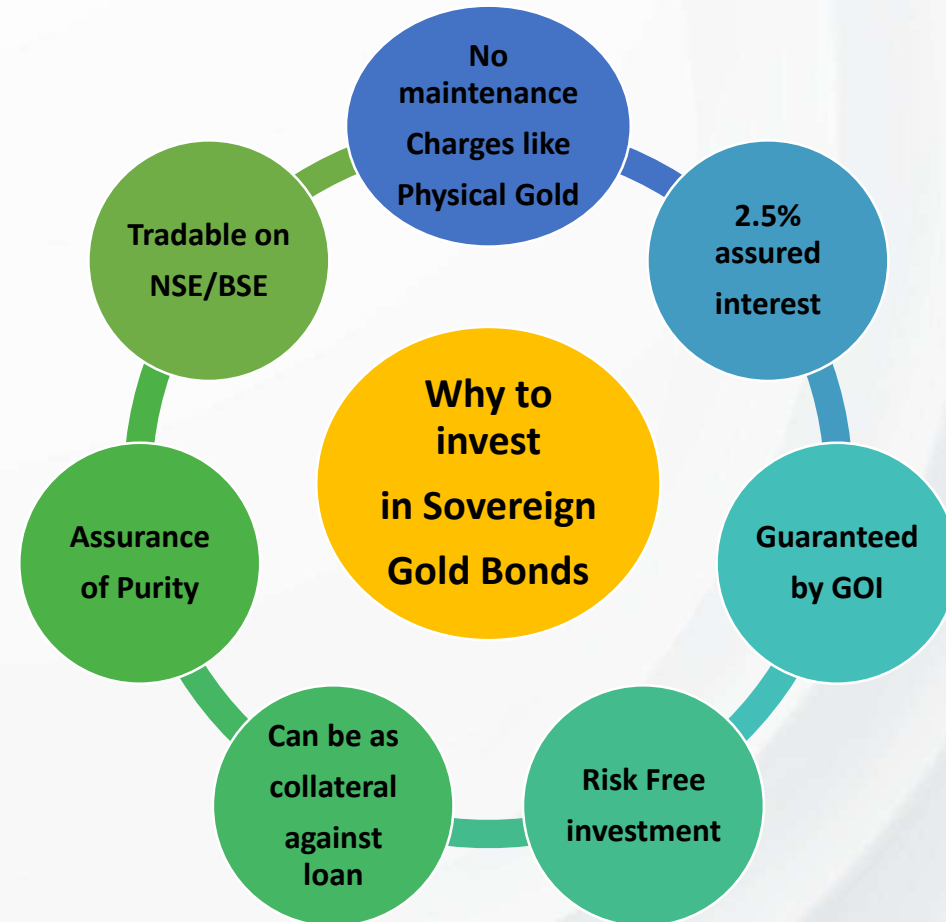 No
maintenance
Charges like
Physical Gold
2.5%
assured
interest
Guaranteed
by GOI
Risk Free
investment
Can be as
collateral
against
loan
Assurance
of Purity
Tradable on
NSE/BSE
Why to
invest
in Sovereign
Gold Bonds